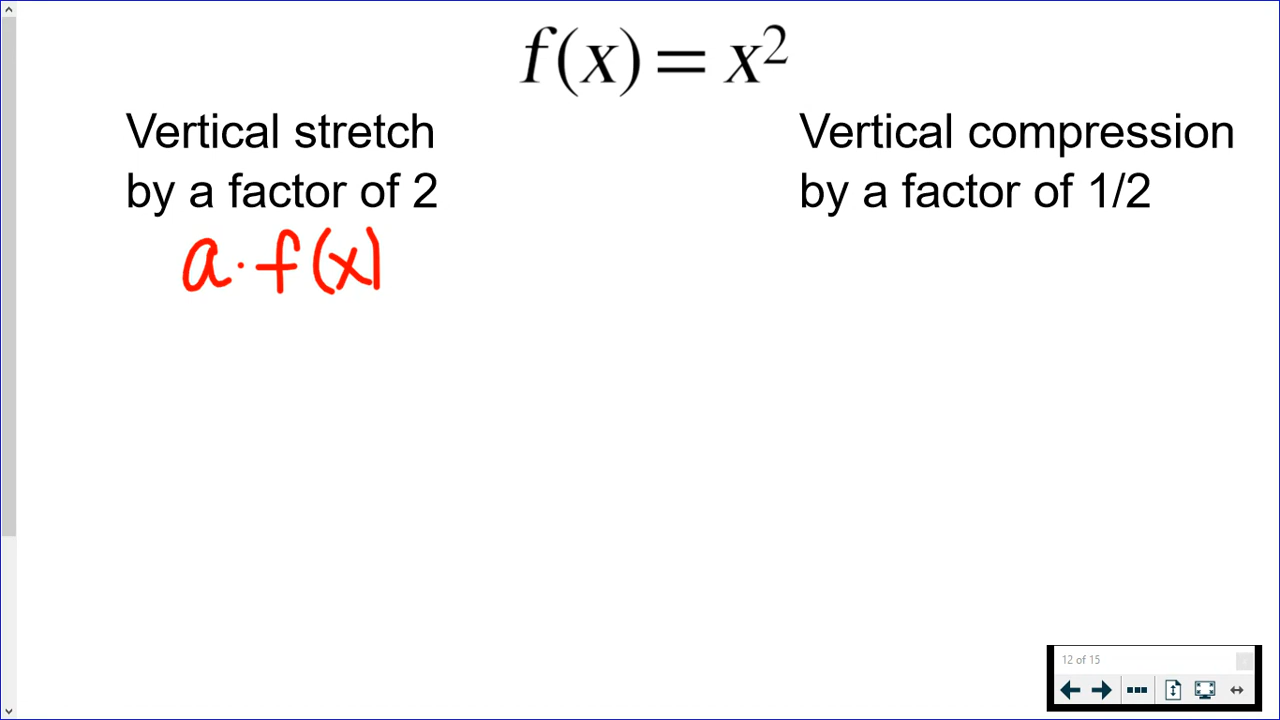 f(x) = x²
Vertical stretch
by a factor of 2
a·f(x)
Vertical compression
by a factor of 1/2
12 of 15